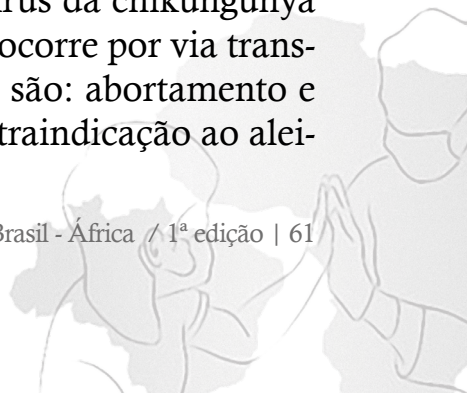 rus da chikungunya
ocorre por via trans-
são: abortamento e
traindicação ao alei-
Brasil - África / 1ª edição | 61